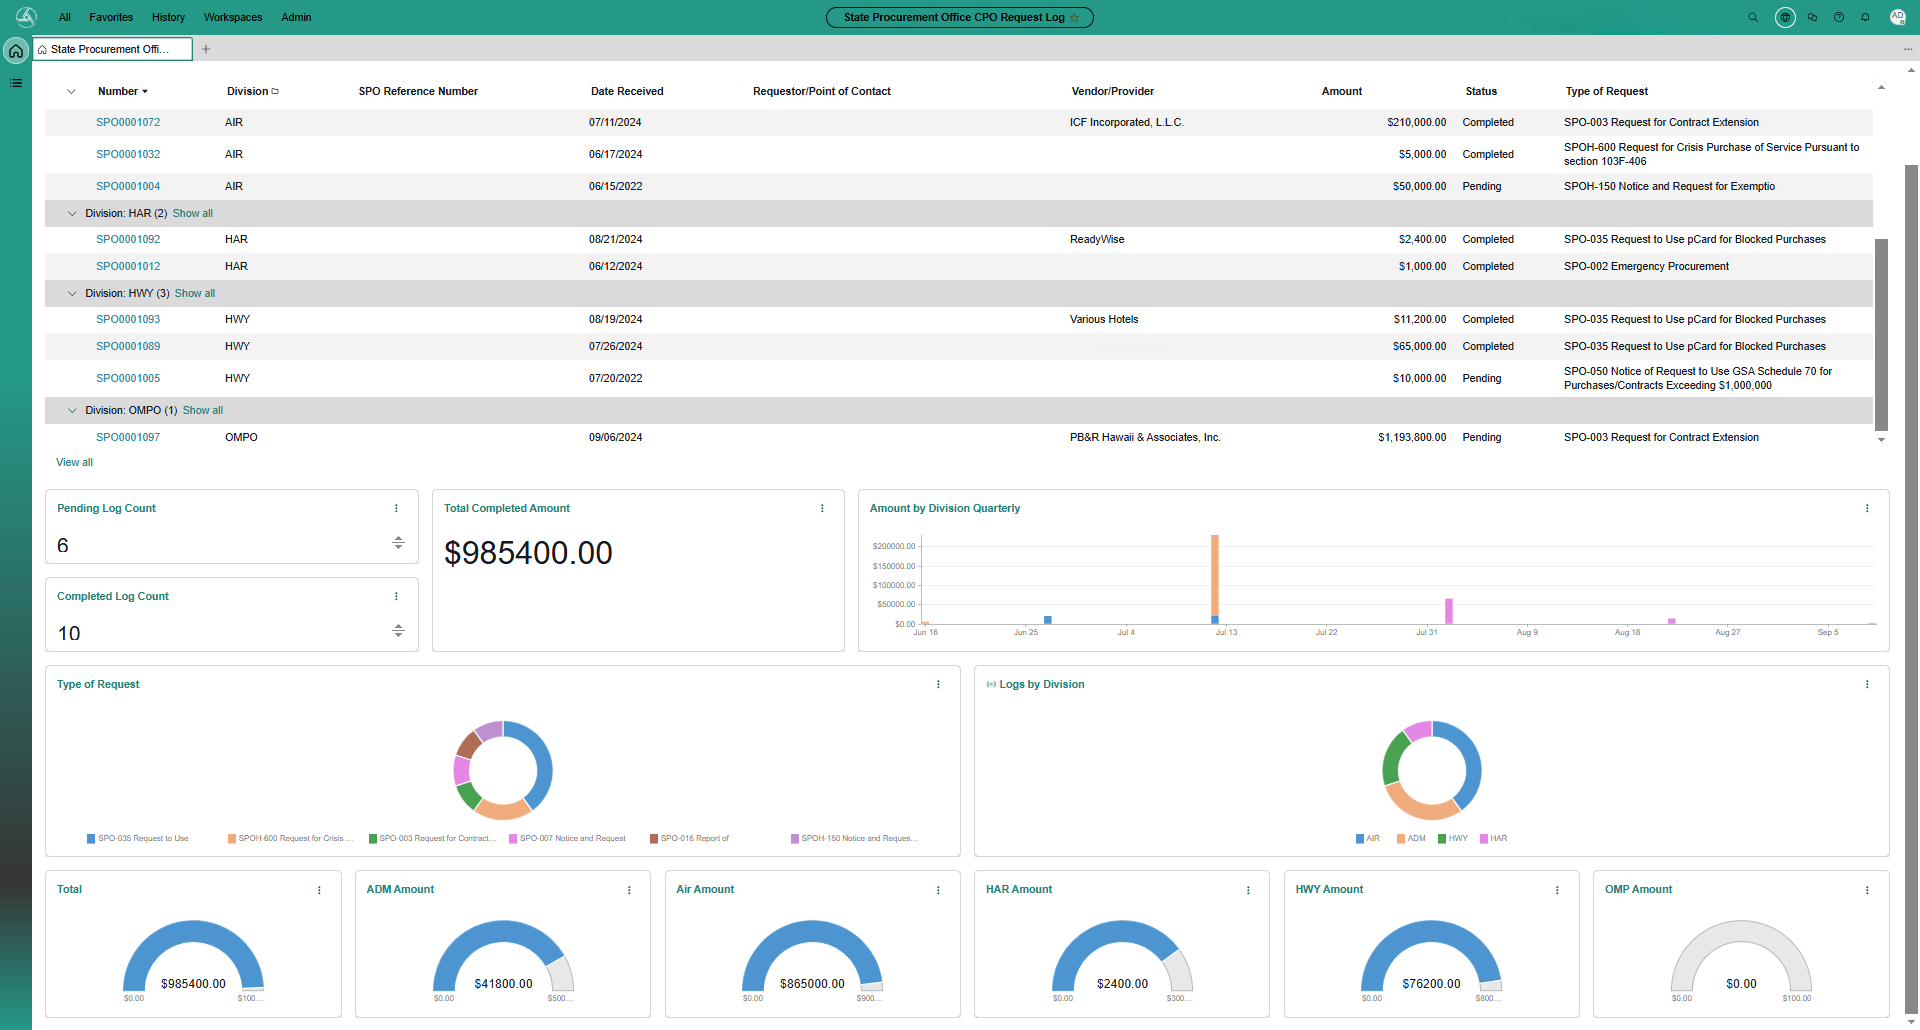 All Favorites History Workspaces Admin State Procurement Office CPO Request Log AD
State Procurement Offi...
Number Division SPO Reference Number Date Received Requestor/Point of Contact Vendor/Provider Amount Status Type of Request
SPO0001072 AIR 07/11/2024 ICF Incorporated, L.L.C. $210,000.00 Completed SPO-003 Request for Contract Extension
SPO0001032 AIR 06/17/2024 $5,000.00 Completed SPOH-600 Request for Crisis Purchase of Service Pursuant to
section 103F-406
SPO0001004 AIR 06/15/2022 $50,000.00 Pending SPOH-150 Notice and Request for Exemptio
Division: HAR (2) Show all
SPO0001092 HAR 08/21/2024 ReadyWise $2,400.00 Completed SPO-035 Request to Use pCard for Blocked Purchases
SPO0001012 HAR 06/12/2024 $1,000.00 Completed SPO-002 Emergency Procurement
Division: HWY (3) Show all
SPO0001093 HWY 08/19/2024 Various Hotels $11,200.00 Completed SPO-035 Request to Use pCard for Blocked Purchases
SPO0001089 HWY 07/26/2024 $65,000.00 Completed SPO-035 Request to Use pCard for Blocked Purchases
SPO0001005 HWY 07/20/2022 $10,000.00 Pending SPO-050 Notice of Request to Use GSA Schedule 70 for
Purchases/Contracts Exceeding $1,000,000
Division: OMPO (1) Show all
SPO0001097 OMPO 09/06/2024 PB&R Hawaii & Associates, Inc. $1,193,800.00 Pending SPO-003 Request for Contract Extension
View all
Pending Log Count
6
Completed Log Count
10
Total Completed Amount
$985400.00
Amount by Division Quarterly
$200000.00
$150000.00
$100000.00
$50000.00
$0.00
Jun 16 Jun 25 Jul 4 Jul 13 Jul 22 Jul 31 Aug 9 Aug 18 Aug 27 Sep 5
Type of Request
SPO-035 Request to Use SPOH-600 Request for Crisis ... SPO-003 Request for Contract... SPO-007 Notice and Request SPO-016 Report of SPOH-150 Notice and Reques...
Logs by Division
AIR ADM HWY HAR
Total
$985400.00
$0.00 $100...
ADM Amount
$41800.00
$0.00 $500...
Air Amount
$865000.00
$0.00 $900...
HAR Amount
$2400.00
$0.00 $300...
HWY Amount
$76200.00
$0.00 $800...
OMP Amount
$0.00
$0.00 $100.00